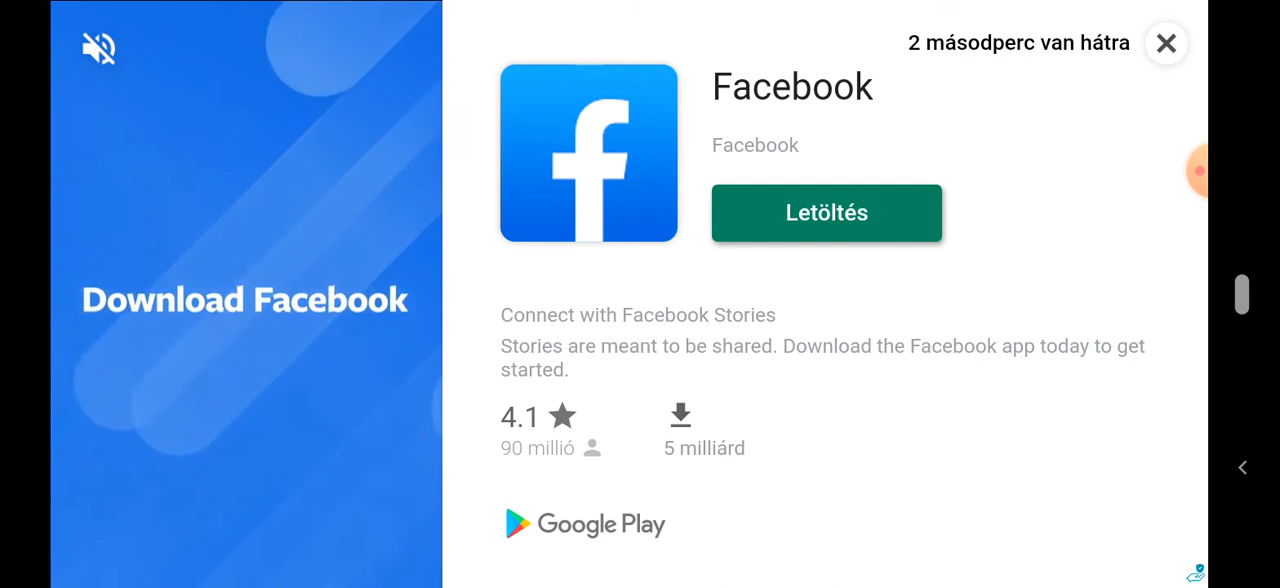 2 másodperc van hátra
Download Facebook
Facebook
Facebook
Letöltés
Connect with Facebook Stories
Stories are meant to be shared. Download the Facebook app today to get
started.
4.1
90 millió
5 milliárd
Google Play